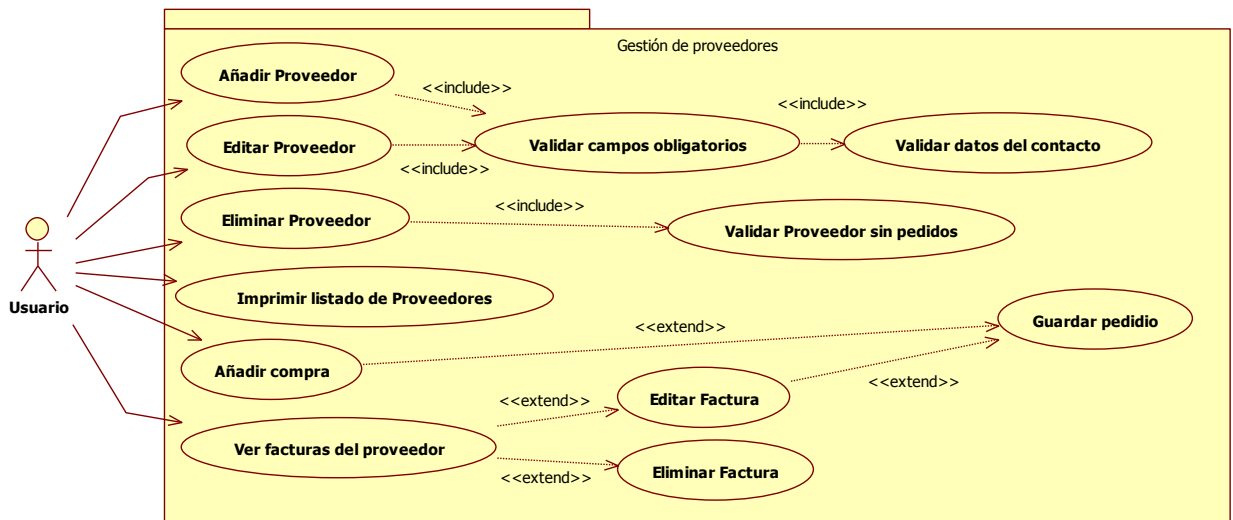 Gestión de proveedores
Añadir Proveedor
<<include>>
<<include>>
Editar Proveedor
Validar campos obligatorios
Validar datos del contacto
<<include>>
Eliminar Proveedor
<<include>>
Validar Proveedor sin pedidos
Usuario
Imprimir listado de Proveedores
<<extend>>
Guardar pedidio
Añadir compra
<<extend>>
Editar Factura
<<extend>>
Ver facturas del proveedor
<<extend>>
Eliminar Factura